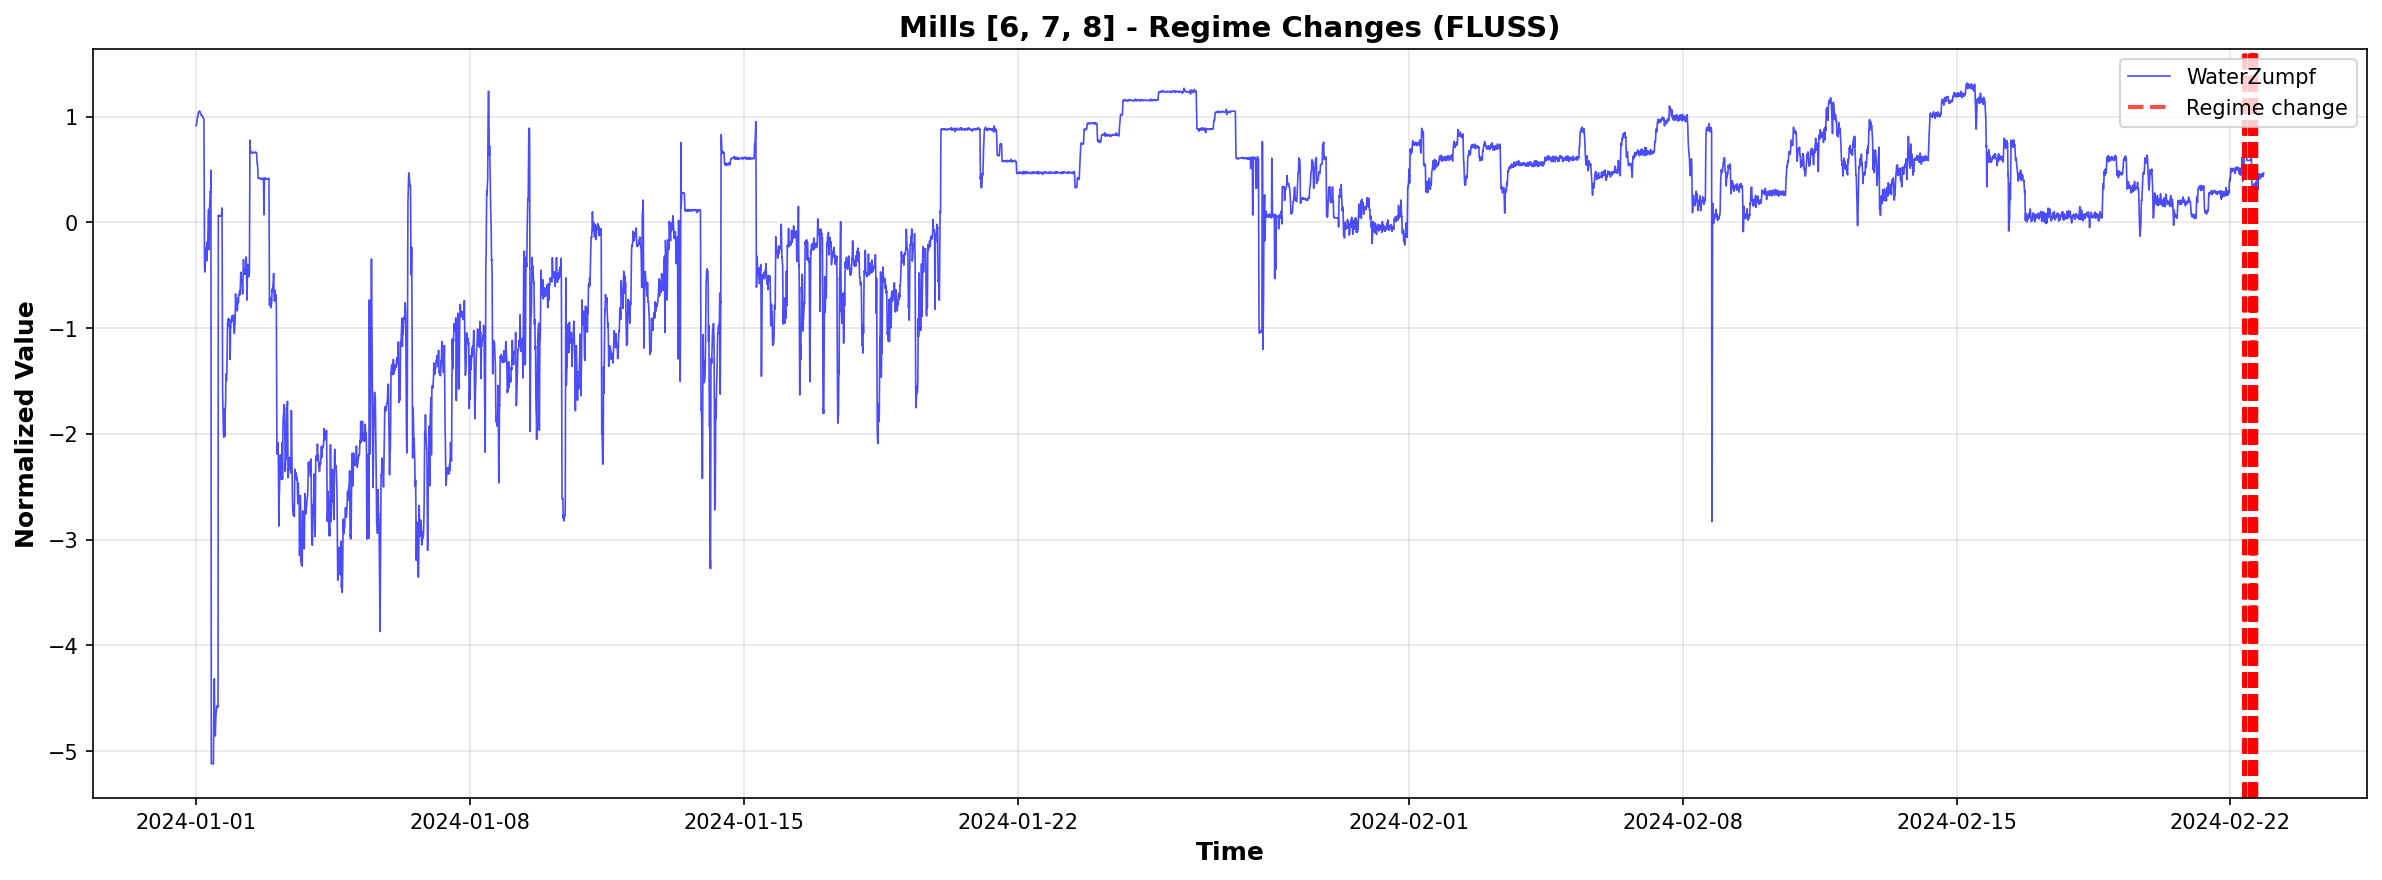 Mills [6, 7, 8] - Regime Changes (FLUSS)
WaterZumpf
Regime change
Normalized Value
1
0
−1
−2
−3
−4
−5
2024-01-01 2024-01-08 2024-01-15 2024-01-22 2024-02-01 2024-02-08 2024-02-15 2024-02-22
Time